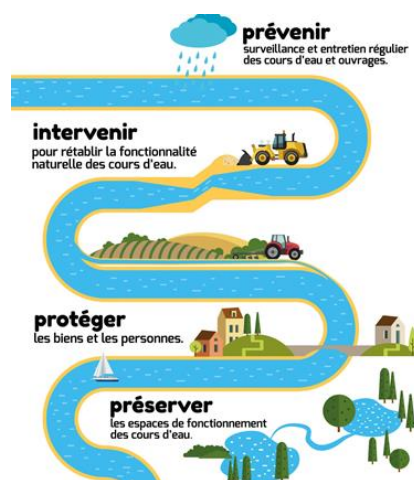 prévenir
surveillance et entretien régulier
des cours d'eau et ouvrages.
intervenir
pour rétablir la fonctionnalité
naturelle des cours d'eau.
protéger
les biens et les personnes.
préserver
les espaces de fonctionnement
des cours d'eau.